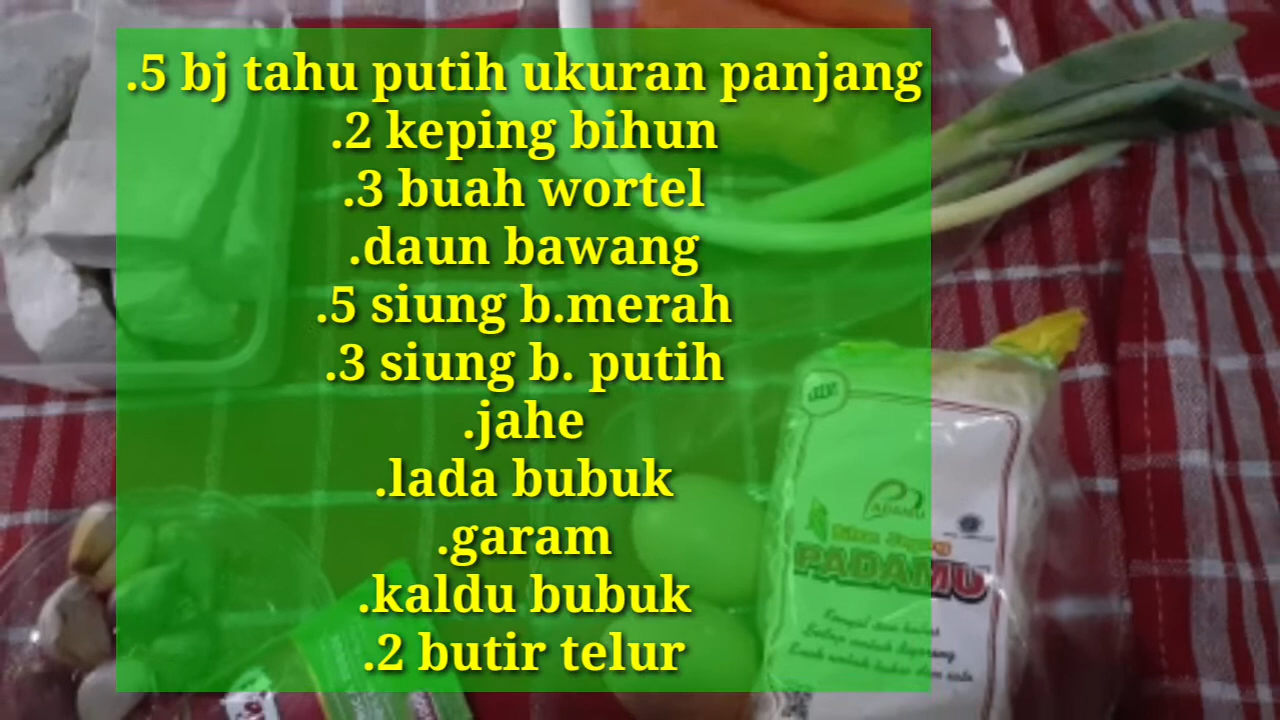 .5 bj tahu putih ukuran panjang
.2 keping bihun
.3 buah wortel
.daun bawang
.5 siung b.merah
.3 siung b. putih
.jahe
.lada bubuk
.garam
.kaldu bubuk
.2 butir telur
PADAMU